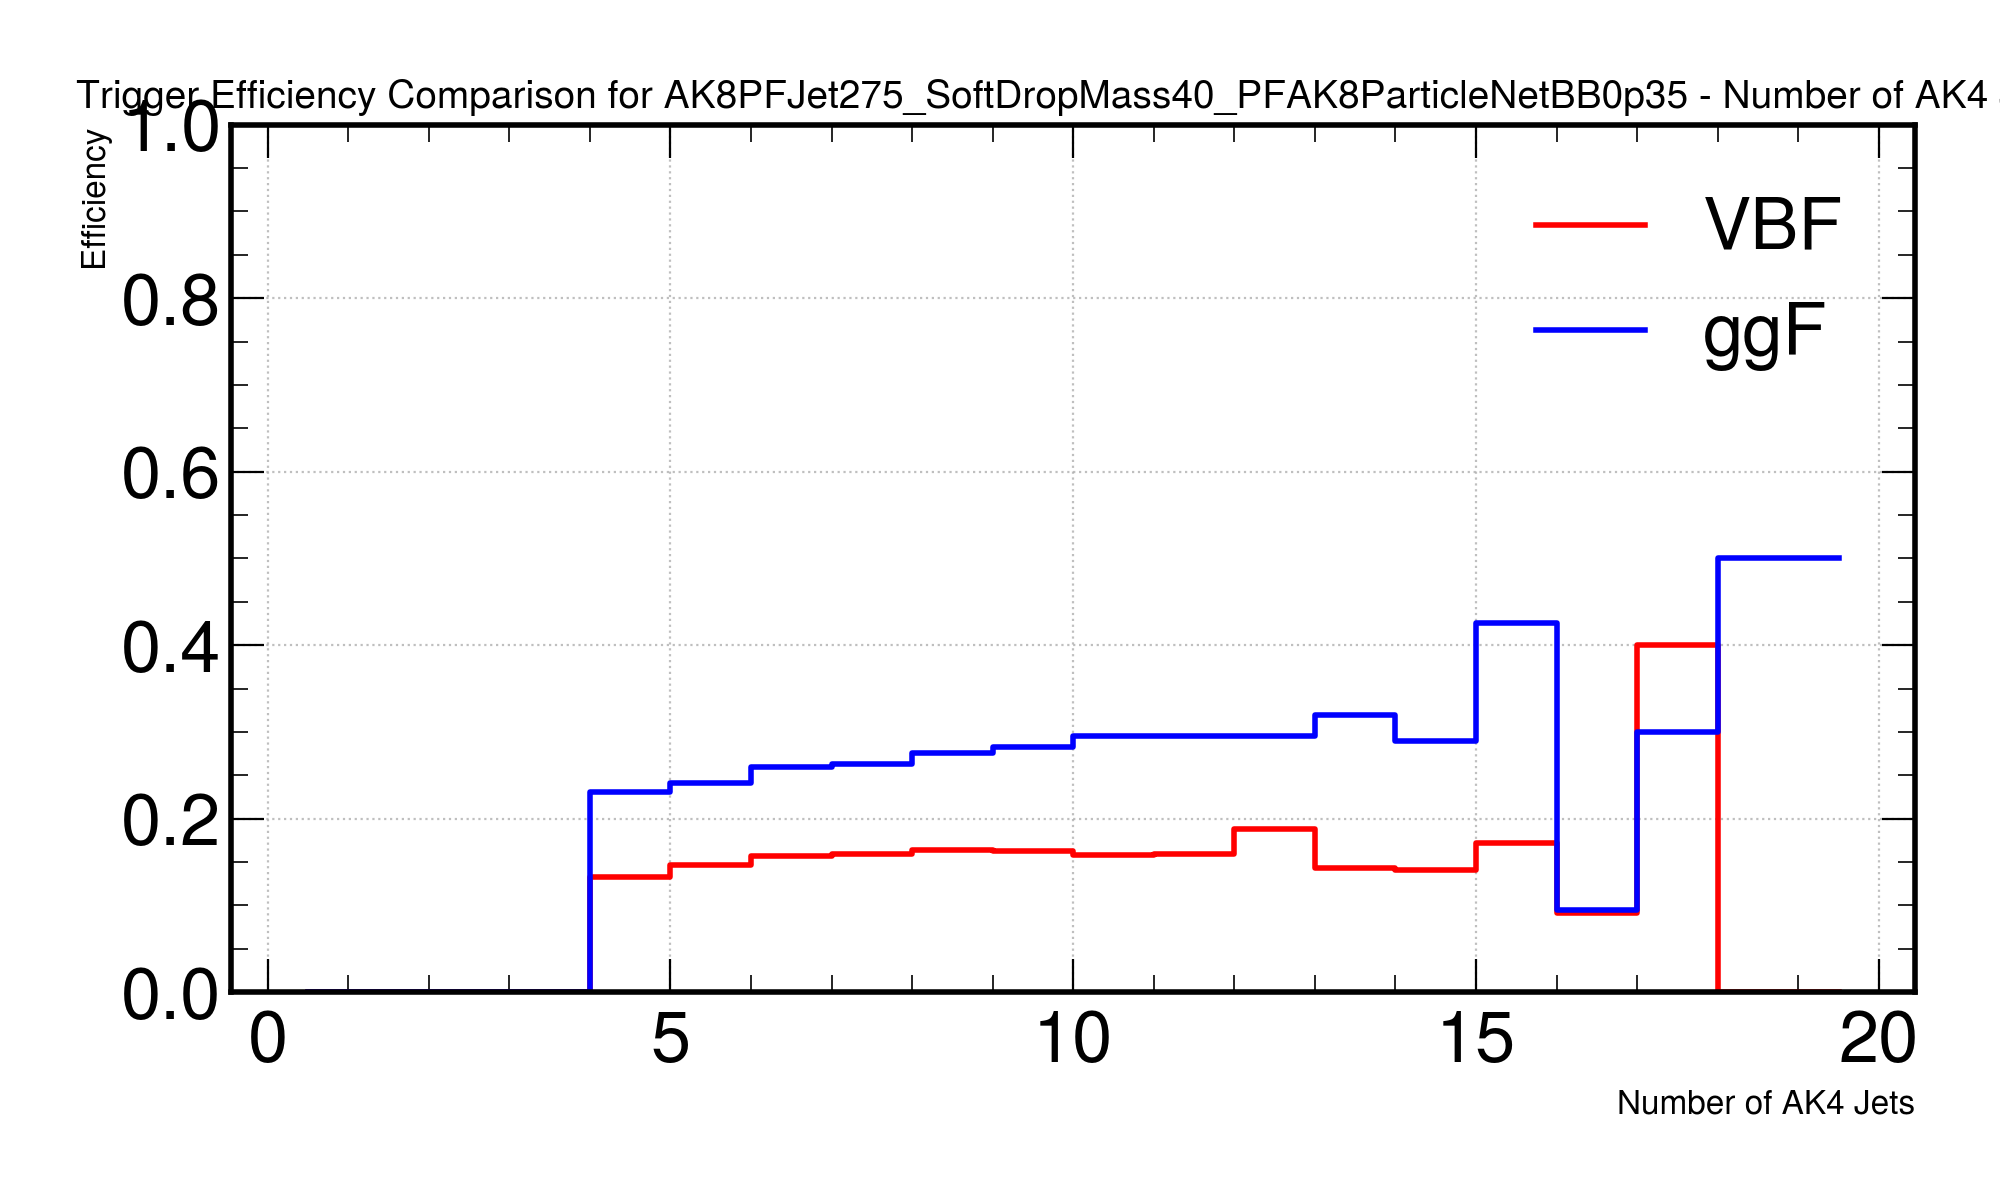 Trigger Efficiency Comparison for AK8PFJet275_SoftDropMass40_PFAK8ParticleNetBB0p35 - Number of AK4
Efficiency
1.0
0.8
0.6
0.4
0.2
0.0
VBF
ggF
0 5 10 15 20
Number of AK4 Jets